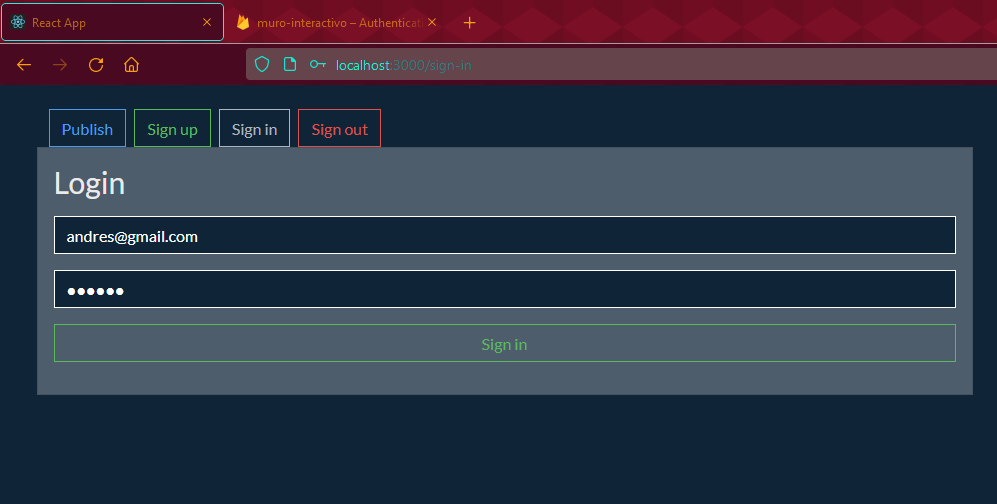 React App
muro-interactivo – Authenticat
localhost:3000/sign-in
Publish Sign up Sign in Sign out
Login
andres@gmail.com
●●●●●●
Sign in